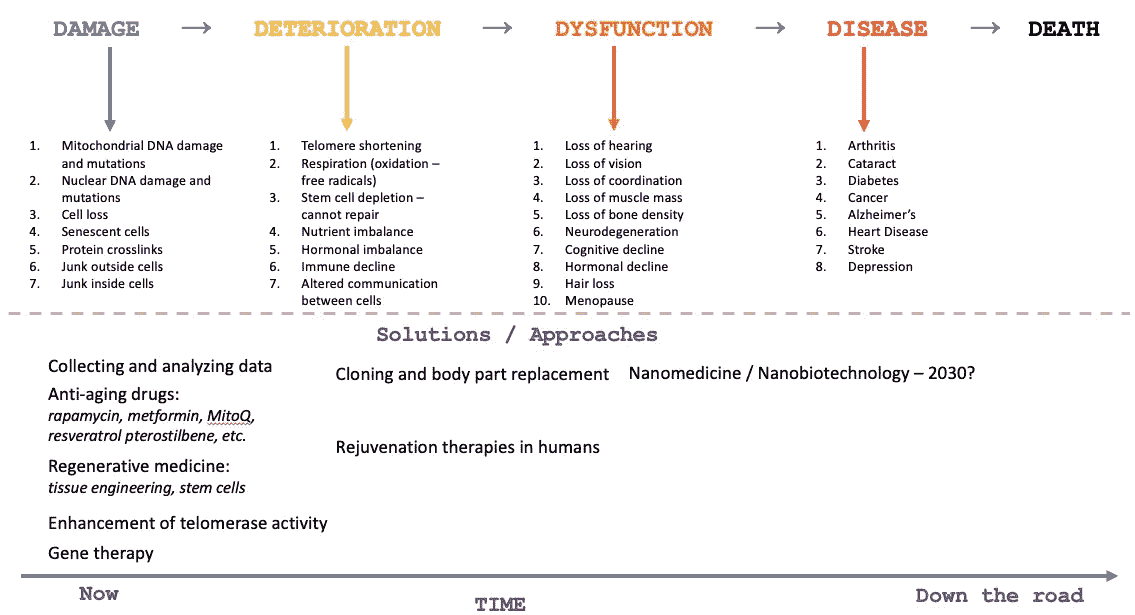 DAMAGE → DETERIORATION → DYSFUNCTION → DISEASE → DEATH
1. Mitochondrial DNA damage
and mutations
2. Nuclear DNA damage and
mutations
3. Cell loss
4. Senescent cells
5. Protein crosslinks
6. Junk outside cells
7. Junk inside cells
1. Telomere shortening
2. Respiration (oxidation –
free radicals)
3. Stem cell depletion –
cannot repair
4. Nutrient imbalance
5. Hormonal imbalance
6. Immune decline
7. Altered communication
between cells
1. Loss of hearing
2. Loss of vision
3. Loss of coordination
4. Loss of muscle mass
5. Loss of bone density
6. Neurodegeneration
7. Cognitive decline
8. Hormonal decline
9. Hair loss
10. Menopause
1. Arthritis
2. Cataract
3. Diabetes
4. Cancer
5. Alzheimer's
6. Heart Disease
7. Stroke
8. Depression
Solutions / Approaches
Collecting and analyzing data
Anti-aging drugs:
rapamycin, metformin, MitoQ,
resveratrol pterostilbene, etc.
Regenerative medicine:
tissue engineering, stem cells
Enhancement of telomerase activity
Gene therapy
Cloning and body part replacement
Rejuvenation therapies in humans
Nanomedicine / Nanobiotechnology – 2030?
Now
TIME
Down the road